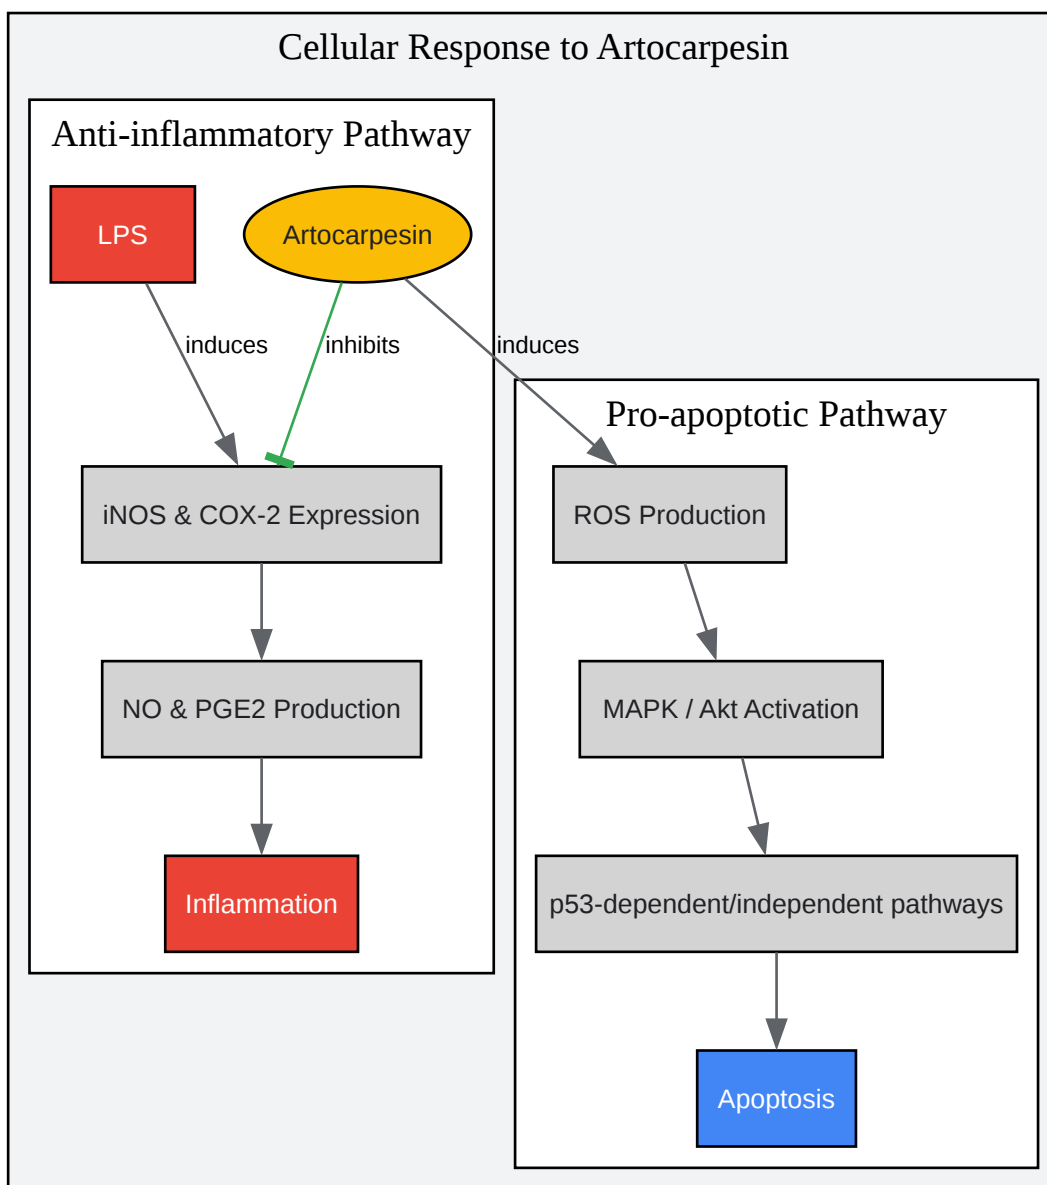 Cellular Response to Artocarpesin
Anti-inflammatory Pathway
LPS
Artocarpesin
induces
inhibits
induces
Pro-apoptotic Pathway
iNOS & COX-2 Expression
ROS Production
NO & PGE2 Production
MAPK / Akt Activation
Inflammation
p53-dependent/independent pathways
Apoptosis